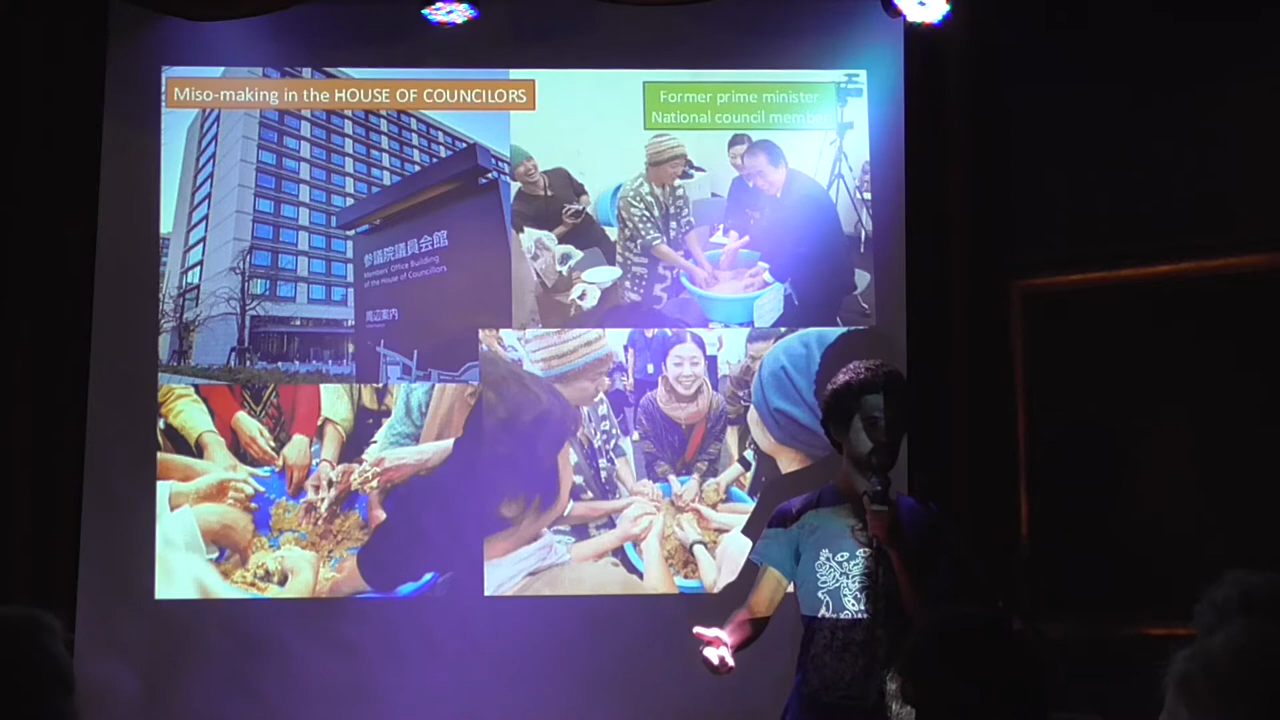 Miso-making in the HOUSE OF COUNCILORS
Former prime minister
National council member
参議院議員会館
Members' Office Building
of the House of Councillors
周辺案内